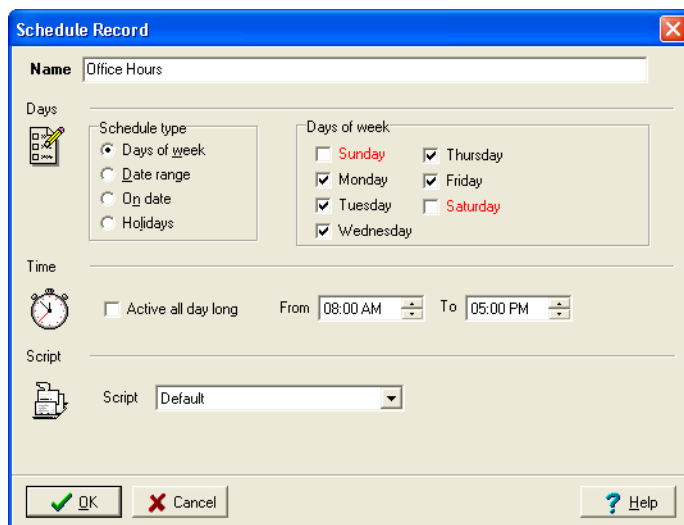 Schedule Record
Name Office Hours
Days
Schedule type
Days of week
Date range
On date
Holidays
Days of week
Sunday
Monday
Tuesday
Wednesday
Thursday
Friday
Saturday
Time
Active all day long From 08:00 AM To 05:00 PM
Script
Script Default
OK Cancel Help